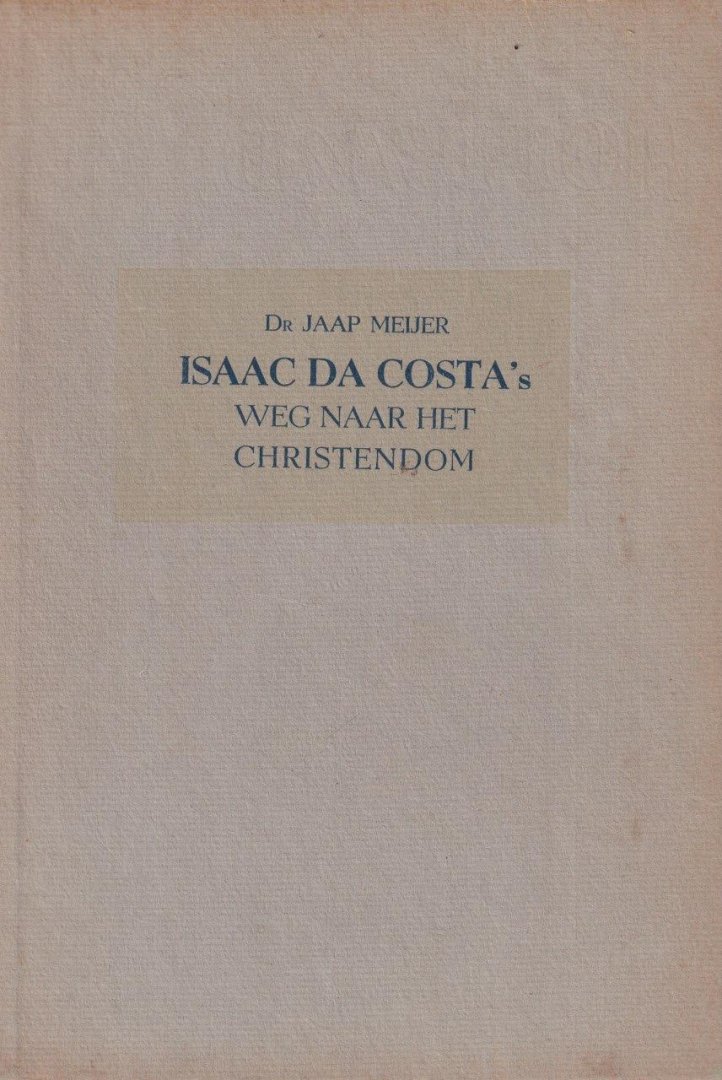 Dr JAAP MEIJER
ISAAC DA COSTA's
WEG NAAR HET
CHRISTENDOM